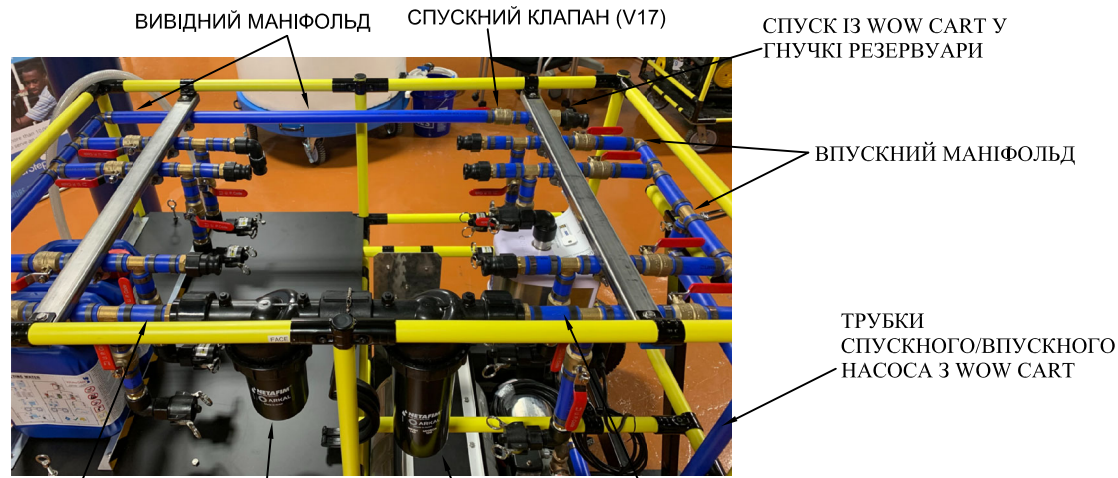 ВИВІДНИЙ МАНІФОЛЬД
СПУСКНИЙ КЛАПАН (V17)
СПУСК ІЗ WOW CART У
ГНУЧКІ РЕЗЕРВУАРИ
ВПУСКНИЙ МАНІФОЛЬД
ТРУБКИ
СПУСКНОГО/ВПУСКНОГО
НАСОСА З WOW CART
FACE
NETAFIM
ARKAL
NETAFIM
ARKAL